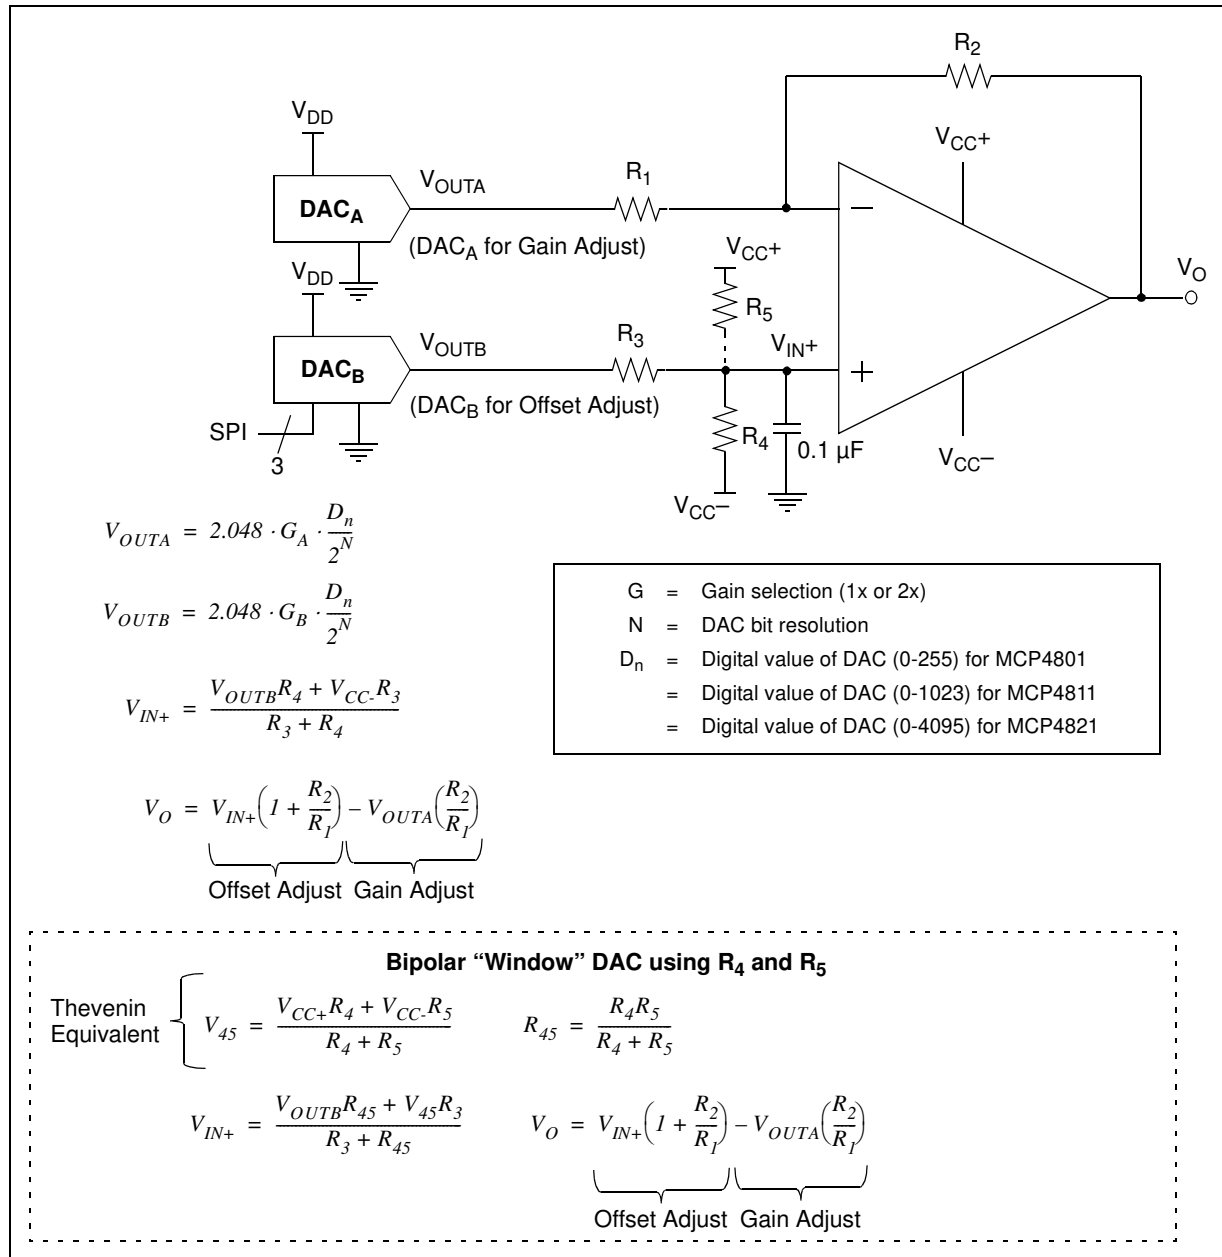 R2
VDD
VCC+
VOUTA
R1
DACA
(DACA for Gain Adjust)
VCC+
VDD
VO
R5
VOUTB
R3
VIN+
DACB
(DACB for Offset Adjust)
SPI
3
R4
0.1 µF
VCC–
VCC–
VOUTA = 2.048 · GA · Dn/2^N
VOUTB = 2.048 · GB · Dn/2^N
G = Gain selection (1x or 2x)
N = DAC bit resolution
Dn = Digital value of DAC (0-255) for MCP4801
= Digital value of DAC (0-1023) for MCP4811
= Digital value of DAC (0-4095) for MCP4821
VIN+ = (VOUTBR4 + VCC-R3)/(R3 + R4)
VO = VIN+(1 + R2/R1) – VOUTA(R2/R1)
Offset Adjust Gain Adjust
Bipolar “Window” DAC using R4 and R5
Thevenin
Equivalent
V45 = (VCC+R4 + VCC-R5)/(R4 + R5) R45 = R4R5/(R4 + R5)
VIN+ = (VOUTBR45 + V45R3)/(R3 + R45) VO = VIN+(1 + R2/R1) – VOUTA(R2/R1)
Offset Adjust Gain Adjust